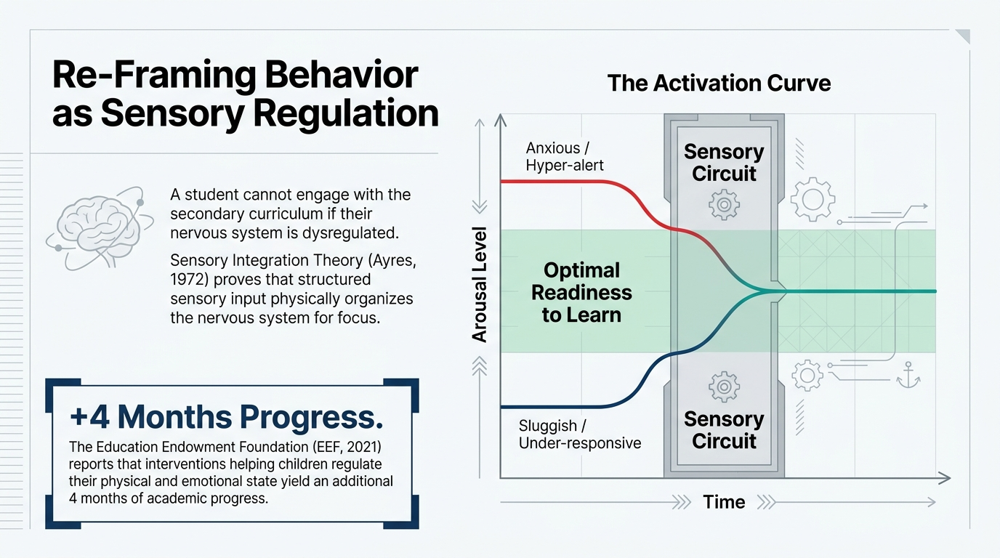 Re-Framing Behavior
as Sensory Regulation
A student cannot engage with the
secondary curriculum if their
nervous system is dysregulated.
Sensory Integration Theory (Ayres,
1972) proves that structured
sensory input physically organizes
the nervous system for focus.
+4 Months Progress.
The Education Endowment Foundation (EEF, 2021)
reports that interventions helping children regulate
their physical and emotional state yield an additional
4 months of academic progress.
The Activation Curve
Arousal Level
Anxious /
Hyper-alert
Sensory
Circuit
Optimal
Readiness
to Learn
Sluggish /
Under-responsive
Sensory
Circuit
Time